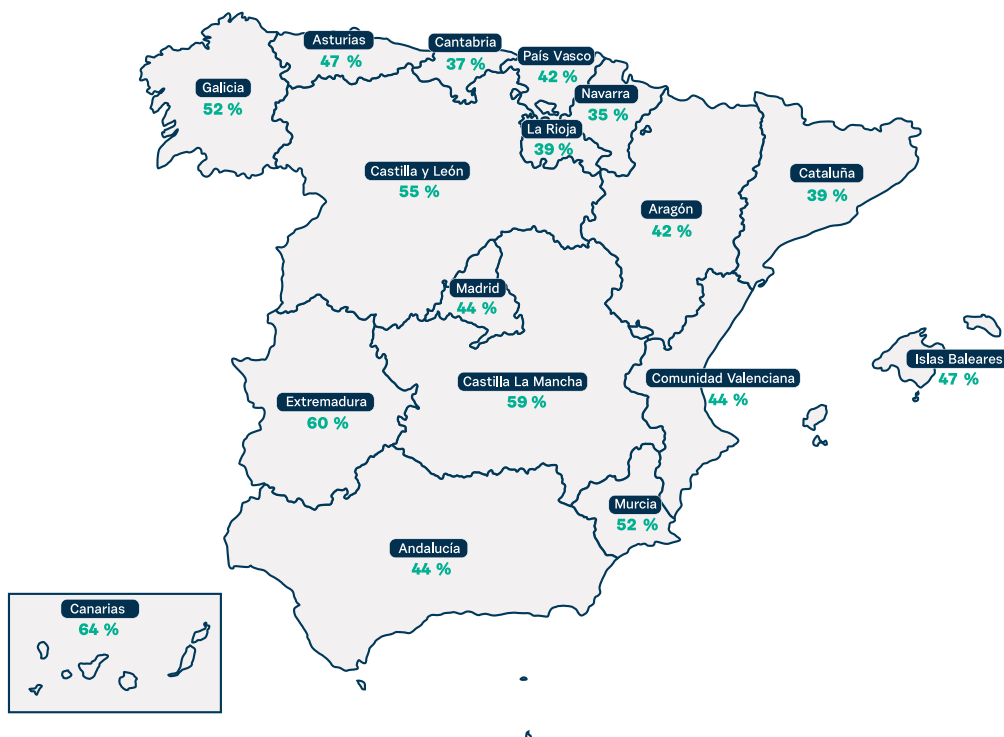 Asturias
47 %
Cantabria
37 %
País Vasco
42 %
Galicia
52 %
Navarra
35 %
La Rioja
39 %
Castilla y León
55 %
Cataluña
39 %
Aragón
42 %
Madrid
44 %
Islas Baleares
47 %
Castilla La Mancha
59 %
Comunidad Valenciana
44 %
Extremadura
60 %
Murcia
52 %
Andalucía
44 %
Canarias
64 %